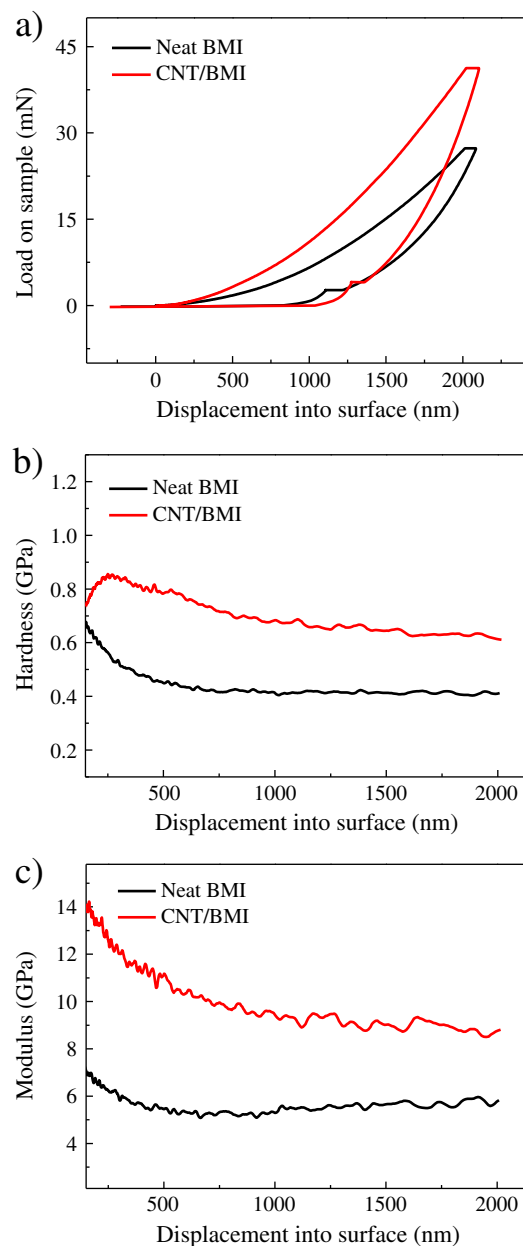 a)
45
30
15
0
Load on sample (mN)
Neat BMI
CNT/BMI
0 500 1000 1500 2000
Displacement into surface (nm)
b)
1.2
1.0
0.8
0.6
0.4
0.2
Hardness (GPa)
Neat BMI
CNT/BMI
500 1000 1500 2000
Displacement into surface (nm)
c)
14
12
10
8
6
4
Modulus (GPa)
Neat BMI
CNT/BMI
500 1000 1500 2000
Displacement into surface (nm)